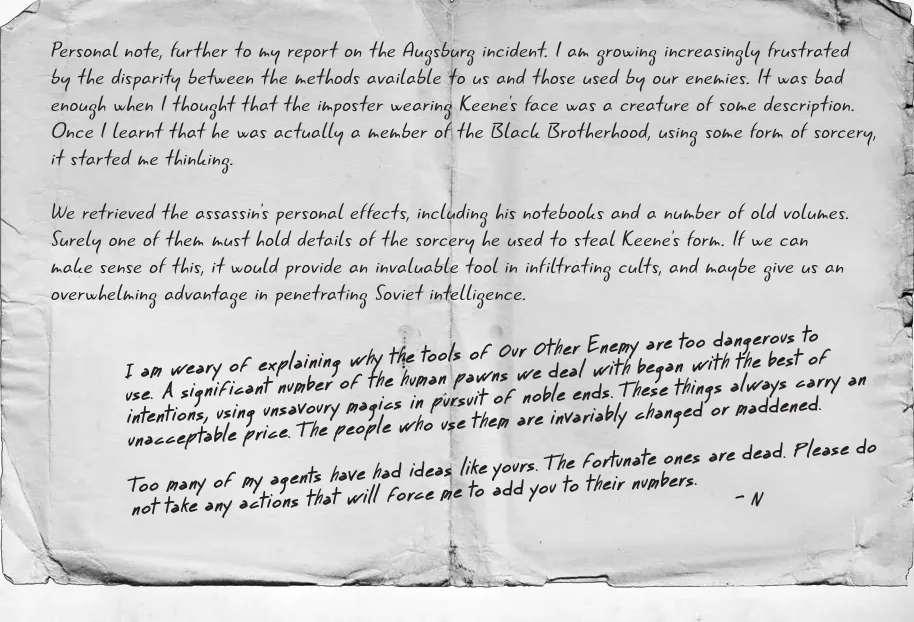 Personal note, further to my report on the Augsburg incident. I am growing increasingly frustrated
by the disparity between the methods available to us and those used by our enemies. It was bad
enough when I thought that the imposter wearing Keene's face was a creature of some description.
Once I learnt that he was actually a member of the Black Brotherhood, using some form of sorcery,
it started me thinking.
We retrieved the assassin's personal effects, including his notebooks and a number of old volumes.
Surely one of them must hold details of the sorcery he used to steal Keene's form. If we can
make sense of this, it would provide an invaluable tool in infiltrating cults, and maybe give us an
overwhelming advantage in penetrating Soviet intelligence.
I am weary of explaining why the tools of Our Other Enemy are too dangerous to
use. A significant number of the human pawns we deal with began with the best of
intentions, using unsavoury magics in pursuit of noble ends. These things always carry an
unacceptable price. The people who use them are invariably changed or maddened.
Too many of my agents have had ideas like yours. The fortunate ones are dead. Please do
not take any actions that will force me to add you to their numbers.
- N